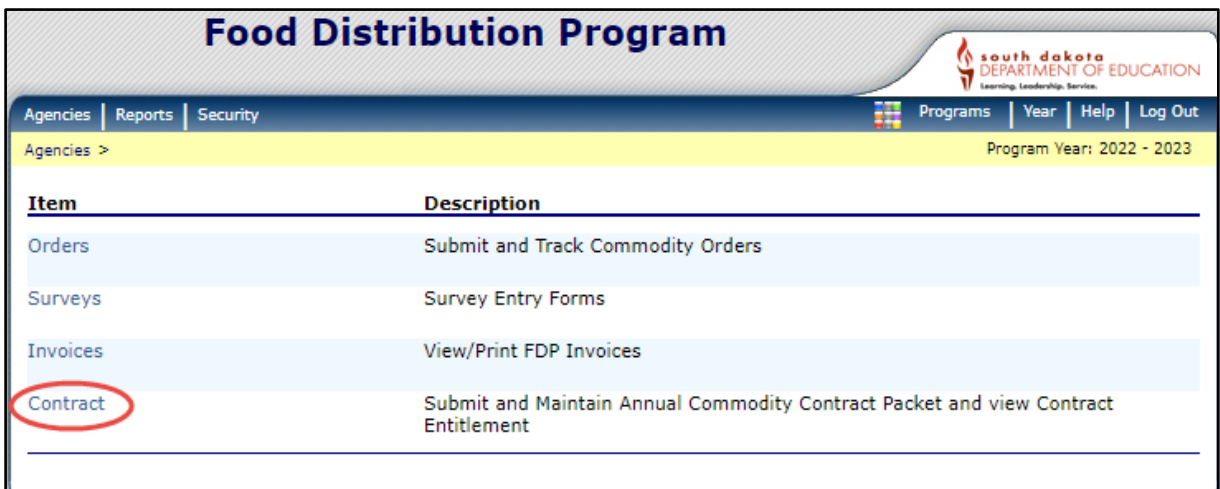 Food Distribution Program
south dakota
DEPARTMENT OF EDUCATION
Learning. Leadership. Service.
Agencies | Reports | Security Programs | Year | Help | Log Out
Agencies > Program Year: 2022 - 2023
Item Description
Orders Submit and Track Commodity Orders
Surveys Survey Entry Forms
Invoices View/Print FDP Invoices
Contract Submit and Maintain Annual Commodity Contract Packet and view Contract
Entitlement